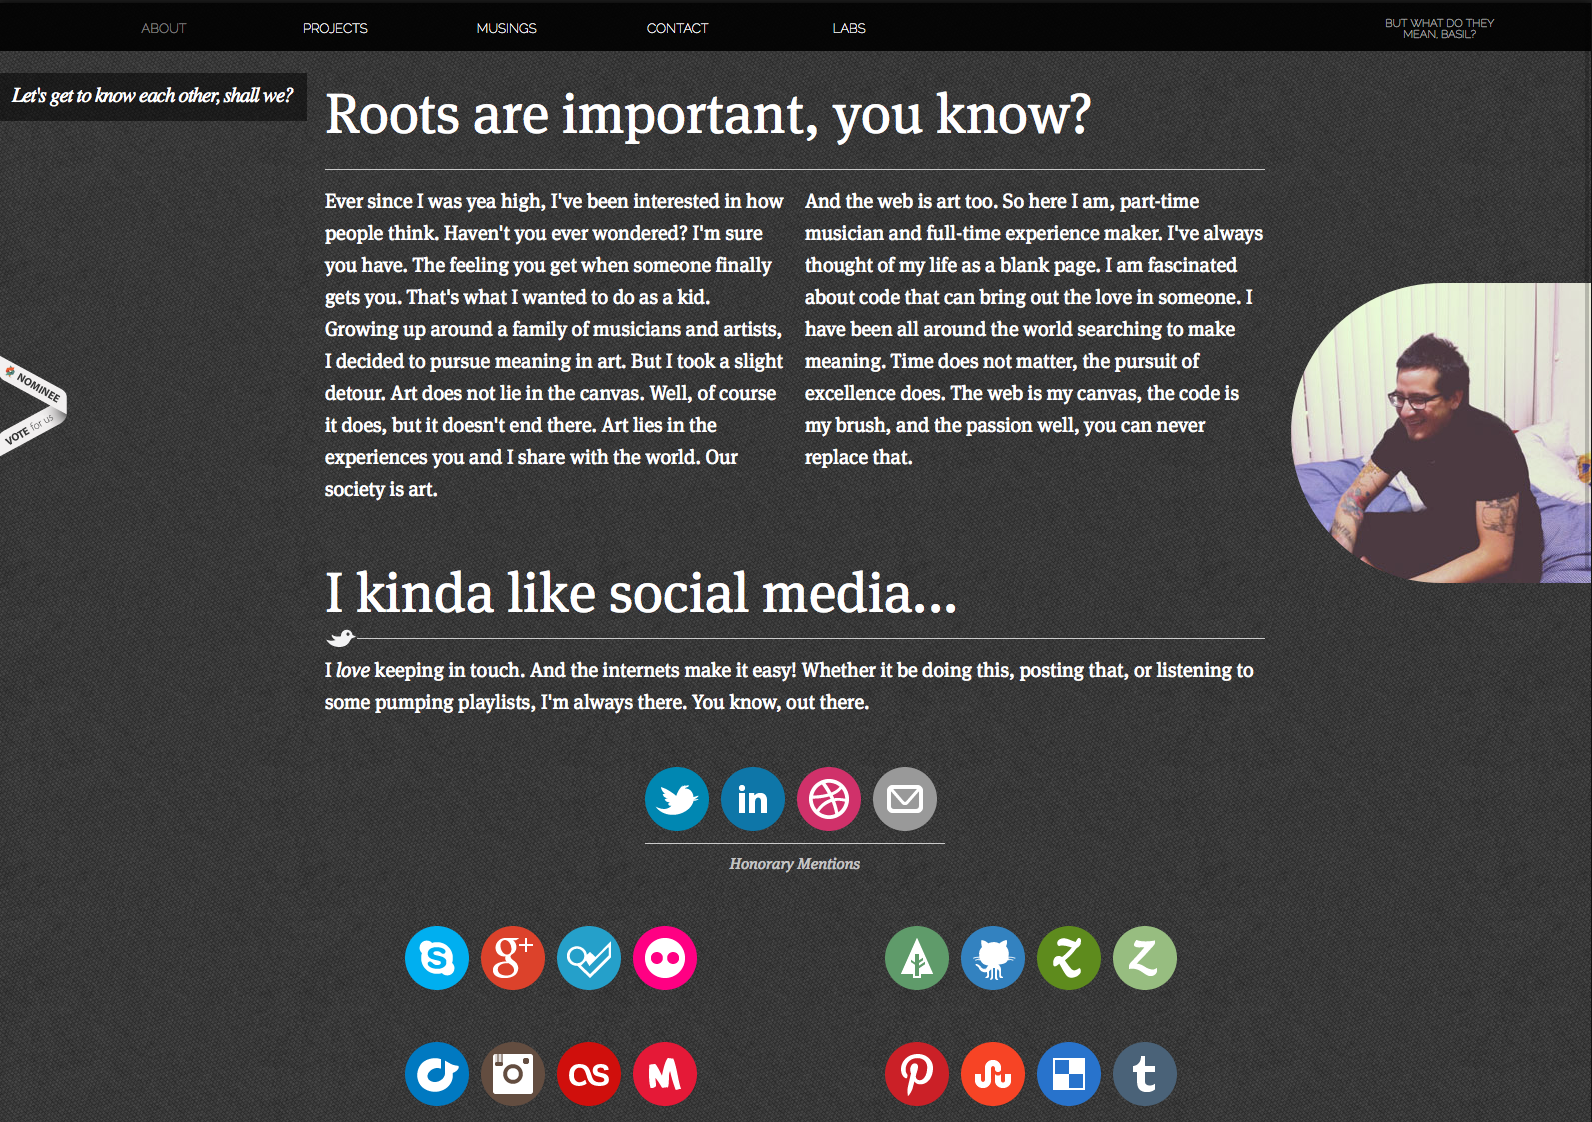 ABOUT
PROJECTS
MUSINGS
CONTACT
LABS
BUT WHAT DO THEY
MEAN, BASIL?
Let's get to know each other, shall we?
Roots are important, you know?
Ever since I was yea high, I've been interested in how
people think. Haven't you ever wondered? I'm sure
you have. The feeling you get when someone finally
gets you. That's what I wanted to do as a kid.
Growing up around a family of musicians and artists,
I decided to pursue meaning in art. But I took a slight
detour. Art does not lie in the canvas. Well, of course
it does, but it doesn't end there. Art lies in the
experiences you and I share with the world. Our
society is art.
And the web is art too. So here I am, part-time
musician and full-time experience maker. I've always
thought of my life as a blank page. I am fascinated
about code that can bring out the love in someone. I
have been all around the world searching to make
meaning. Time does not matter, the pursuit of
excellence does. The web is my canvas, the code is
my brush, and the passion well, you can never
replace that.
NOMINEE
VOTE for us
I kinda like social media...
I love keeping in touch. And the internets make it easy! Whether it be doing this, posting that, or listening to
some pumping playlists, I'm always there. You know, out there.
in
Honorary Mentions
S
g+
Z
Z
as
M
t